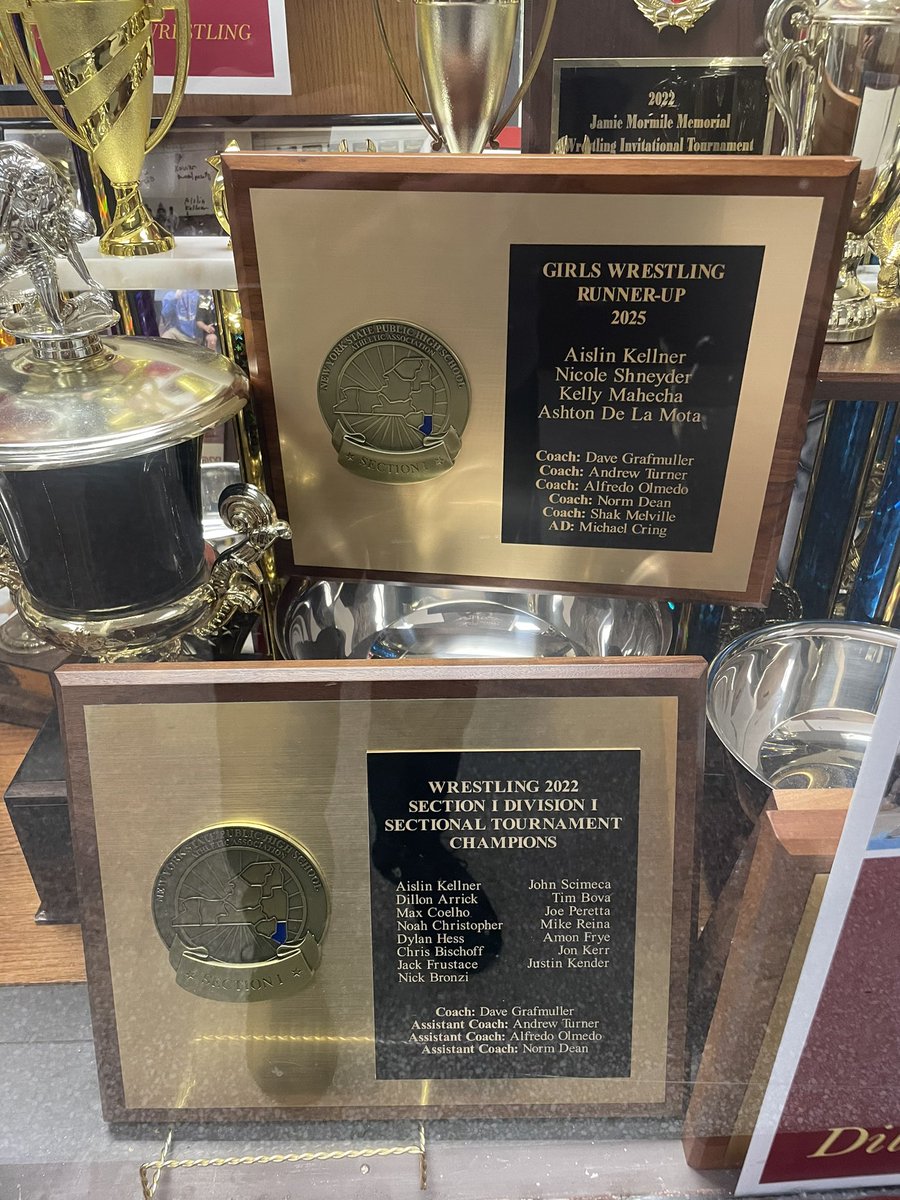 WRESTLING
2022
Jamie Mormile Memorial
Wrestling Invitational Tournament
Aislin
Kellner
GIRLS WRESTLING
RUNNER-UP
2025
Aislin Kellner
Nicole Shneyder
Kelly Mahecha
Ashton De La Mota
Coach: Dave Grafmuller
Coach: Andrew Turner
Coach: Alfredo Olmedo
Coach: Norm Dean
Coach: Shak Melville
AD: Michael Cring
NEW YORK STATE PUBLIC HIGH SCHOOL
ATHLETIC ASSOCIATION
SECTION I
WRESTLING 2022
SECTION I DIVISION I
SECTIONAL TOURNAMENT
CHAMPIONS
Aislin Kellner John Scimeca
Dillon Arrick Tim Bova
Max Coelho Joe Peretta
Noah Christopher Mike Reina
Dylan Hess Amon Frye
Chris Bischoff Jon Kerr
Jack Frustace Justin Kender
Nick Bronzi
Coach: Dave Grafmuller
Assistant Coach: Andrew Turner
Assistant Coach: Alfredo Olmedo
Assistant Coach: Norm Dean
NEW YORK STATE PUBLIC HIGH SCHOOL
ATHLETIC ASSOCIATION
SECTION I